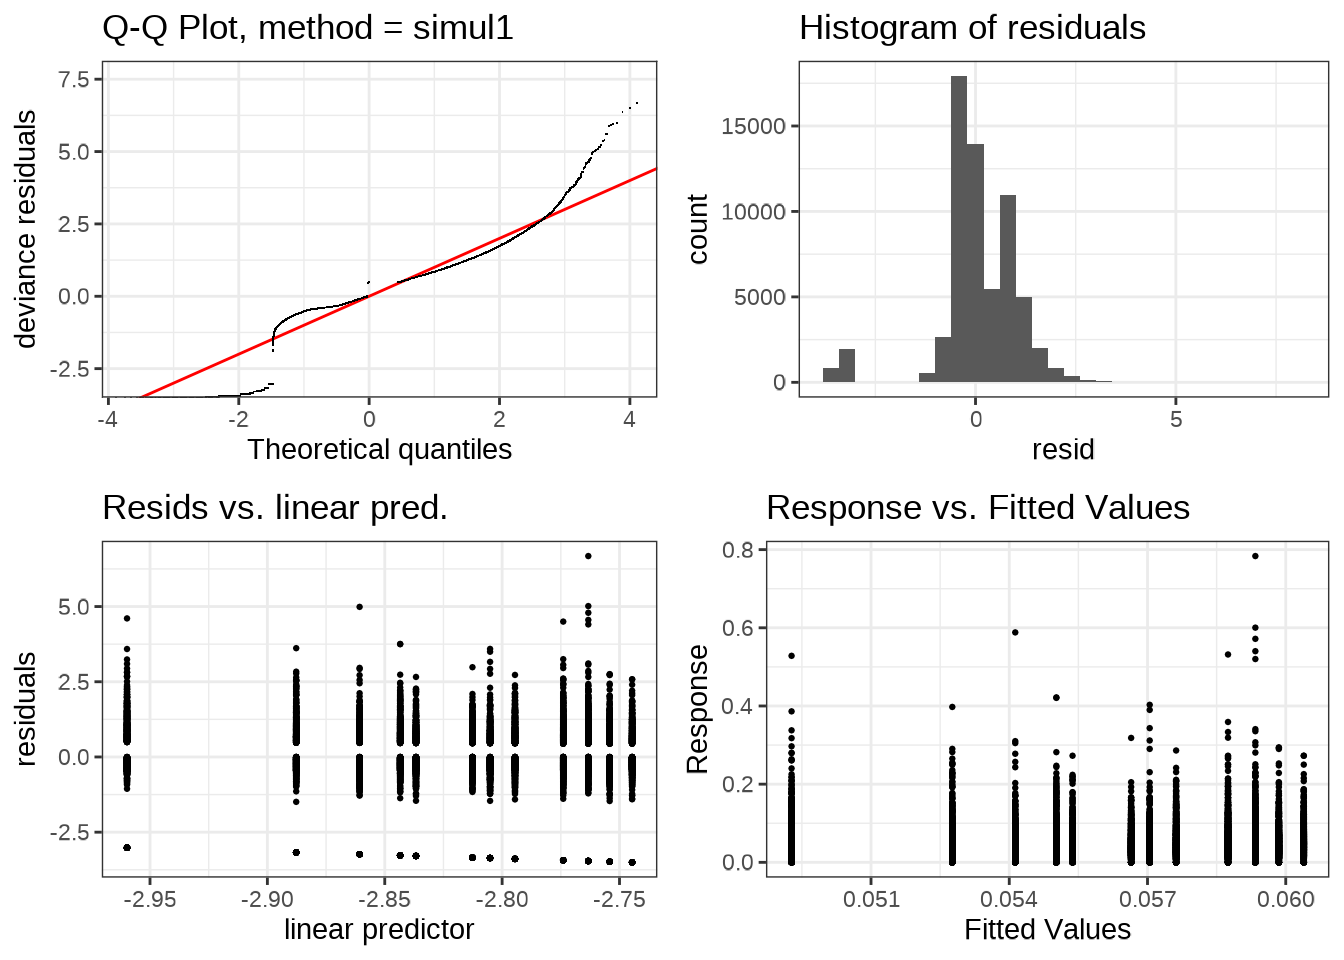 Q-Q Plot, method = simul1
7.5
5.0
2.5
0.0
-2.5
deviance residuals
-4 -2 0 2 4
Theoretical quantiles
Histogram of residuals
15000
10000
5000
0
count
0 5
resid
Resids vs. linear pred.
5.0
2.5
0.0
-2.5
residuals
-2.95 -2.90 -2.85 -2.80 -2.75
linear predictor
Response vs. Fitted Values
0.8
0.6
0.4
0.2
0.0
Response
0.051 0.054 0.057 0.060
Fitted Values